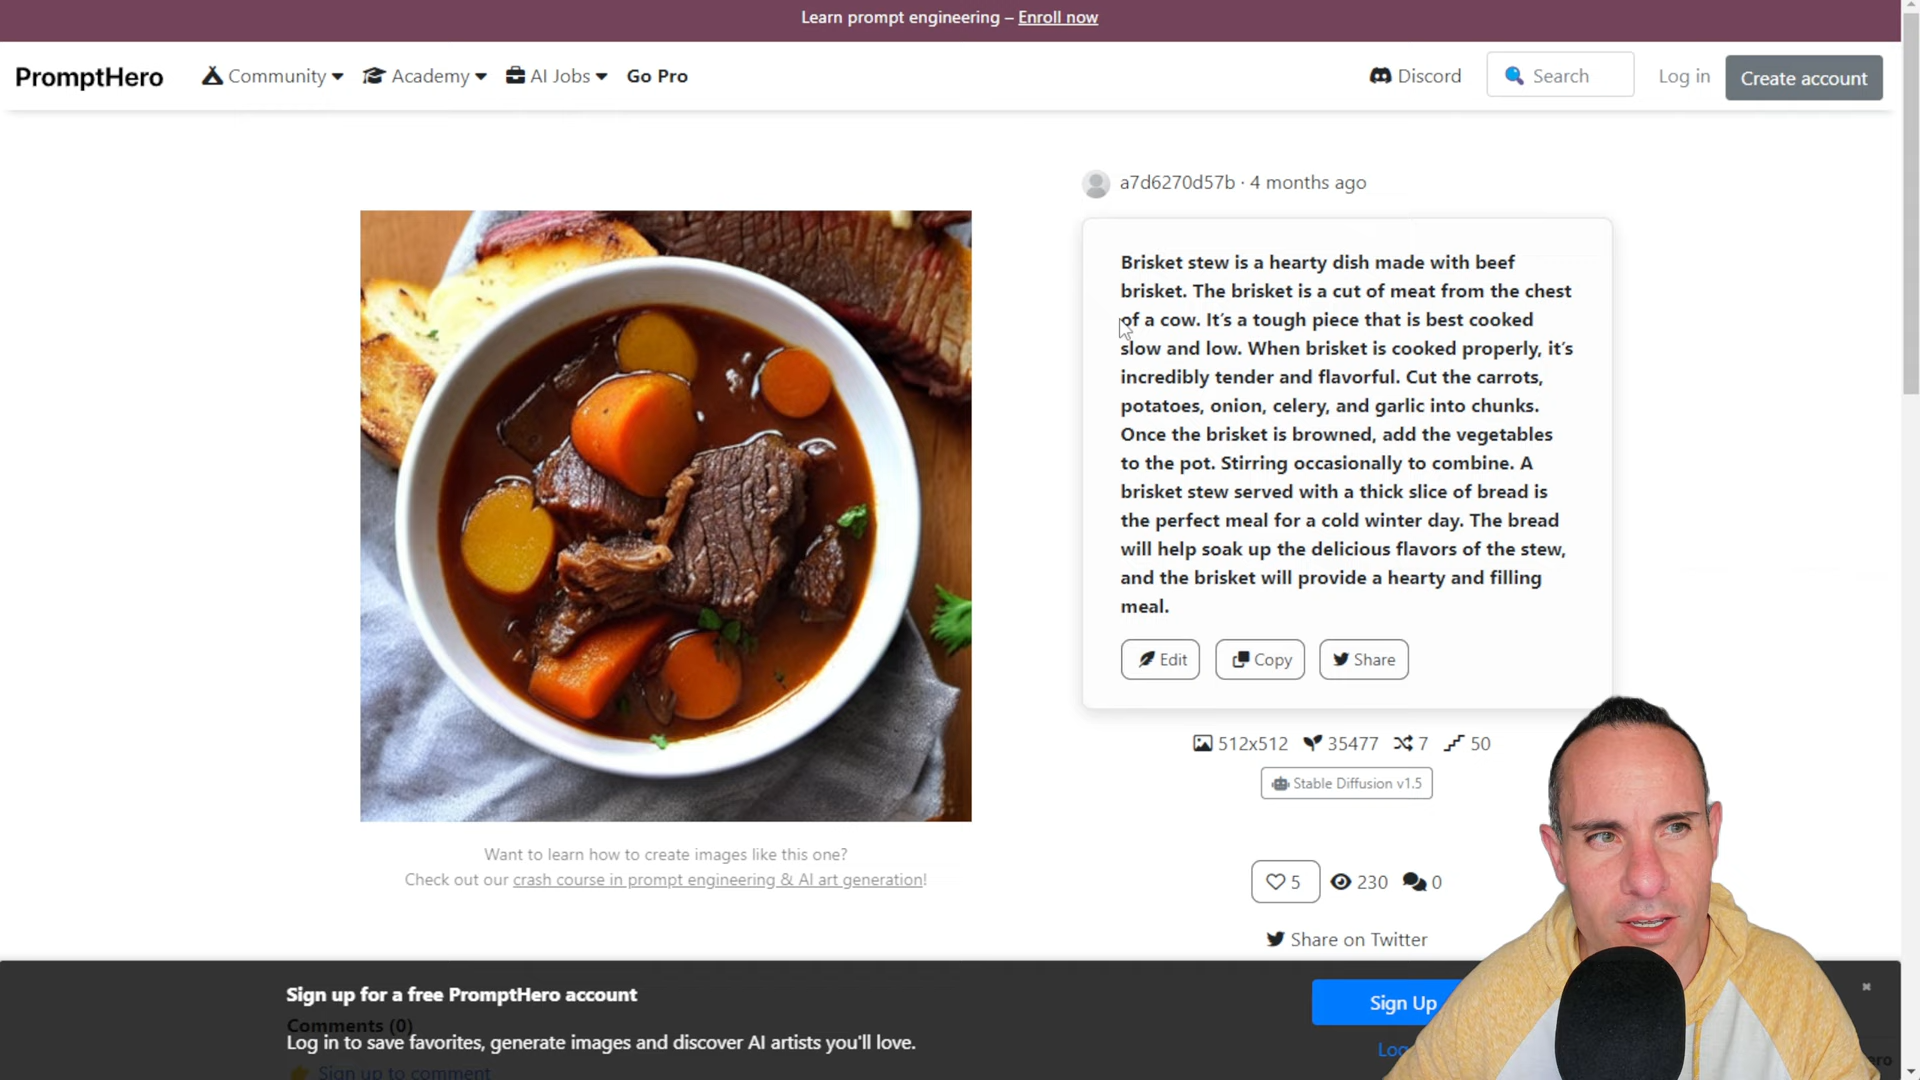 Learn prompt engineering – Enroll now
PromptHero Community Academy AI Jobs Go Pro Discord Search Log in Create account
a7d6270d57b · 4 months ago
Brisket stew is a hearty dish made with beef
brisket. The brisket is a cut of meat from the chest
of a cow. It's a tough piece that is best cooked
slow and low. When brisket is cooked properly, it's
incredibly tender and flavorful. Cut the carrots,
potatoes, onion, celery, and garlic into chunks.
Once the brisket is browned, add the vegetables
to the pot. Stirring occasionally to combine. A
brisket stew served with a thick slice of bread is
the perfect meal for a cold winter day. The bread
will help soak up the delicious flavors of the stew,
and the brisket will provide a hearty and filling
meal.
Edit Copy Share
512x512 35477 7 50
Stable Diffusion v1.5
Want to learn how to create images like this one?
Check out our crash course in prompt engineering & AI art generation!
5 230 0
Share on Twitter
Sign up for a free PromptHero account
Comments (0)
Log in to save favorites, generate images and discover AI artists you'll love.
Sign up to comment
Sign Up